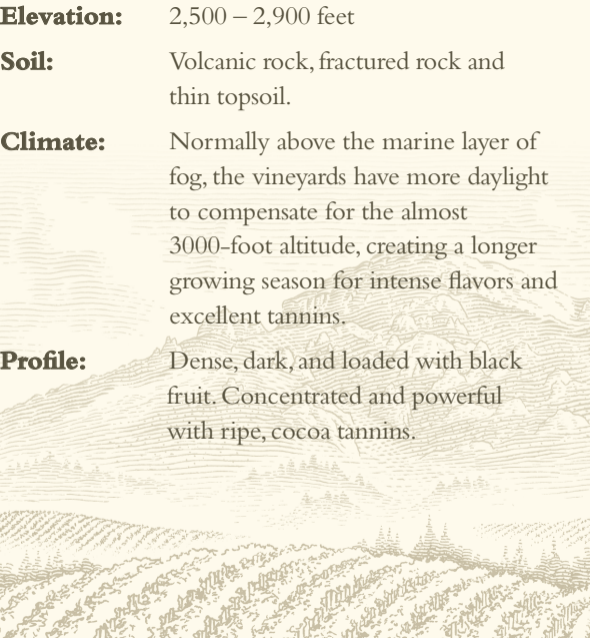 Elevation: 2,500 – 2,900 feet
Soil: Volcanic rock, fractured rock and
thin topsoil.
Climate: Normally above the marine layer of
fog, the vineyards have more daylight
to compensate for the almost
3000-foot altitude, creating a longer
growing season for intense flavors and
excellent tannins.
Profile: Dense, dark, and loaded with black
fruit. Concentrated and powerful
with ripe, cocoa tannins.